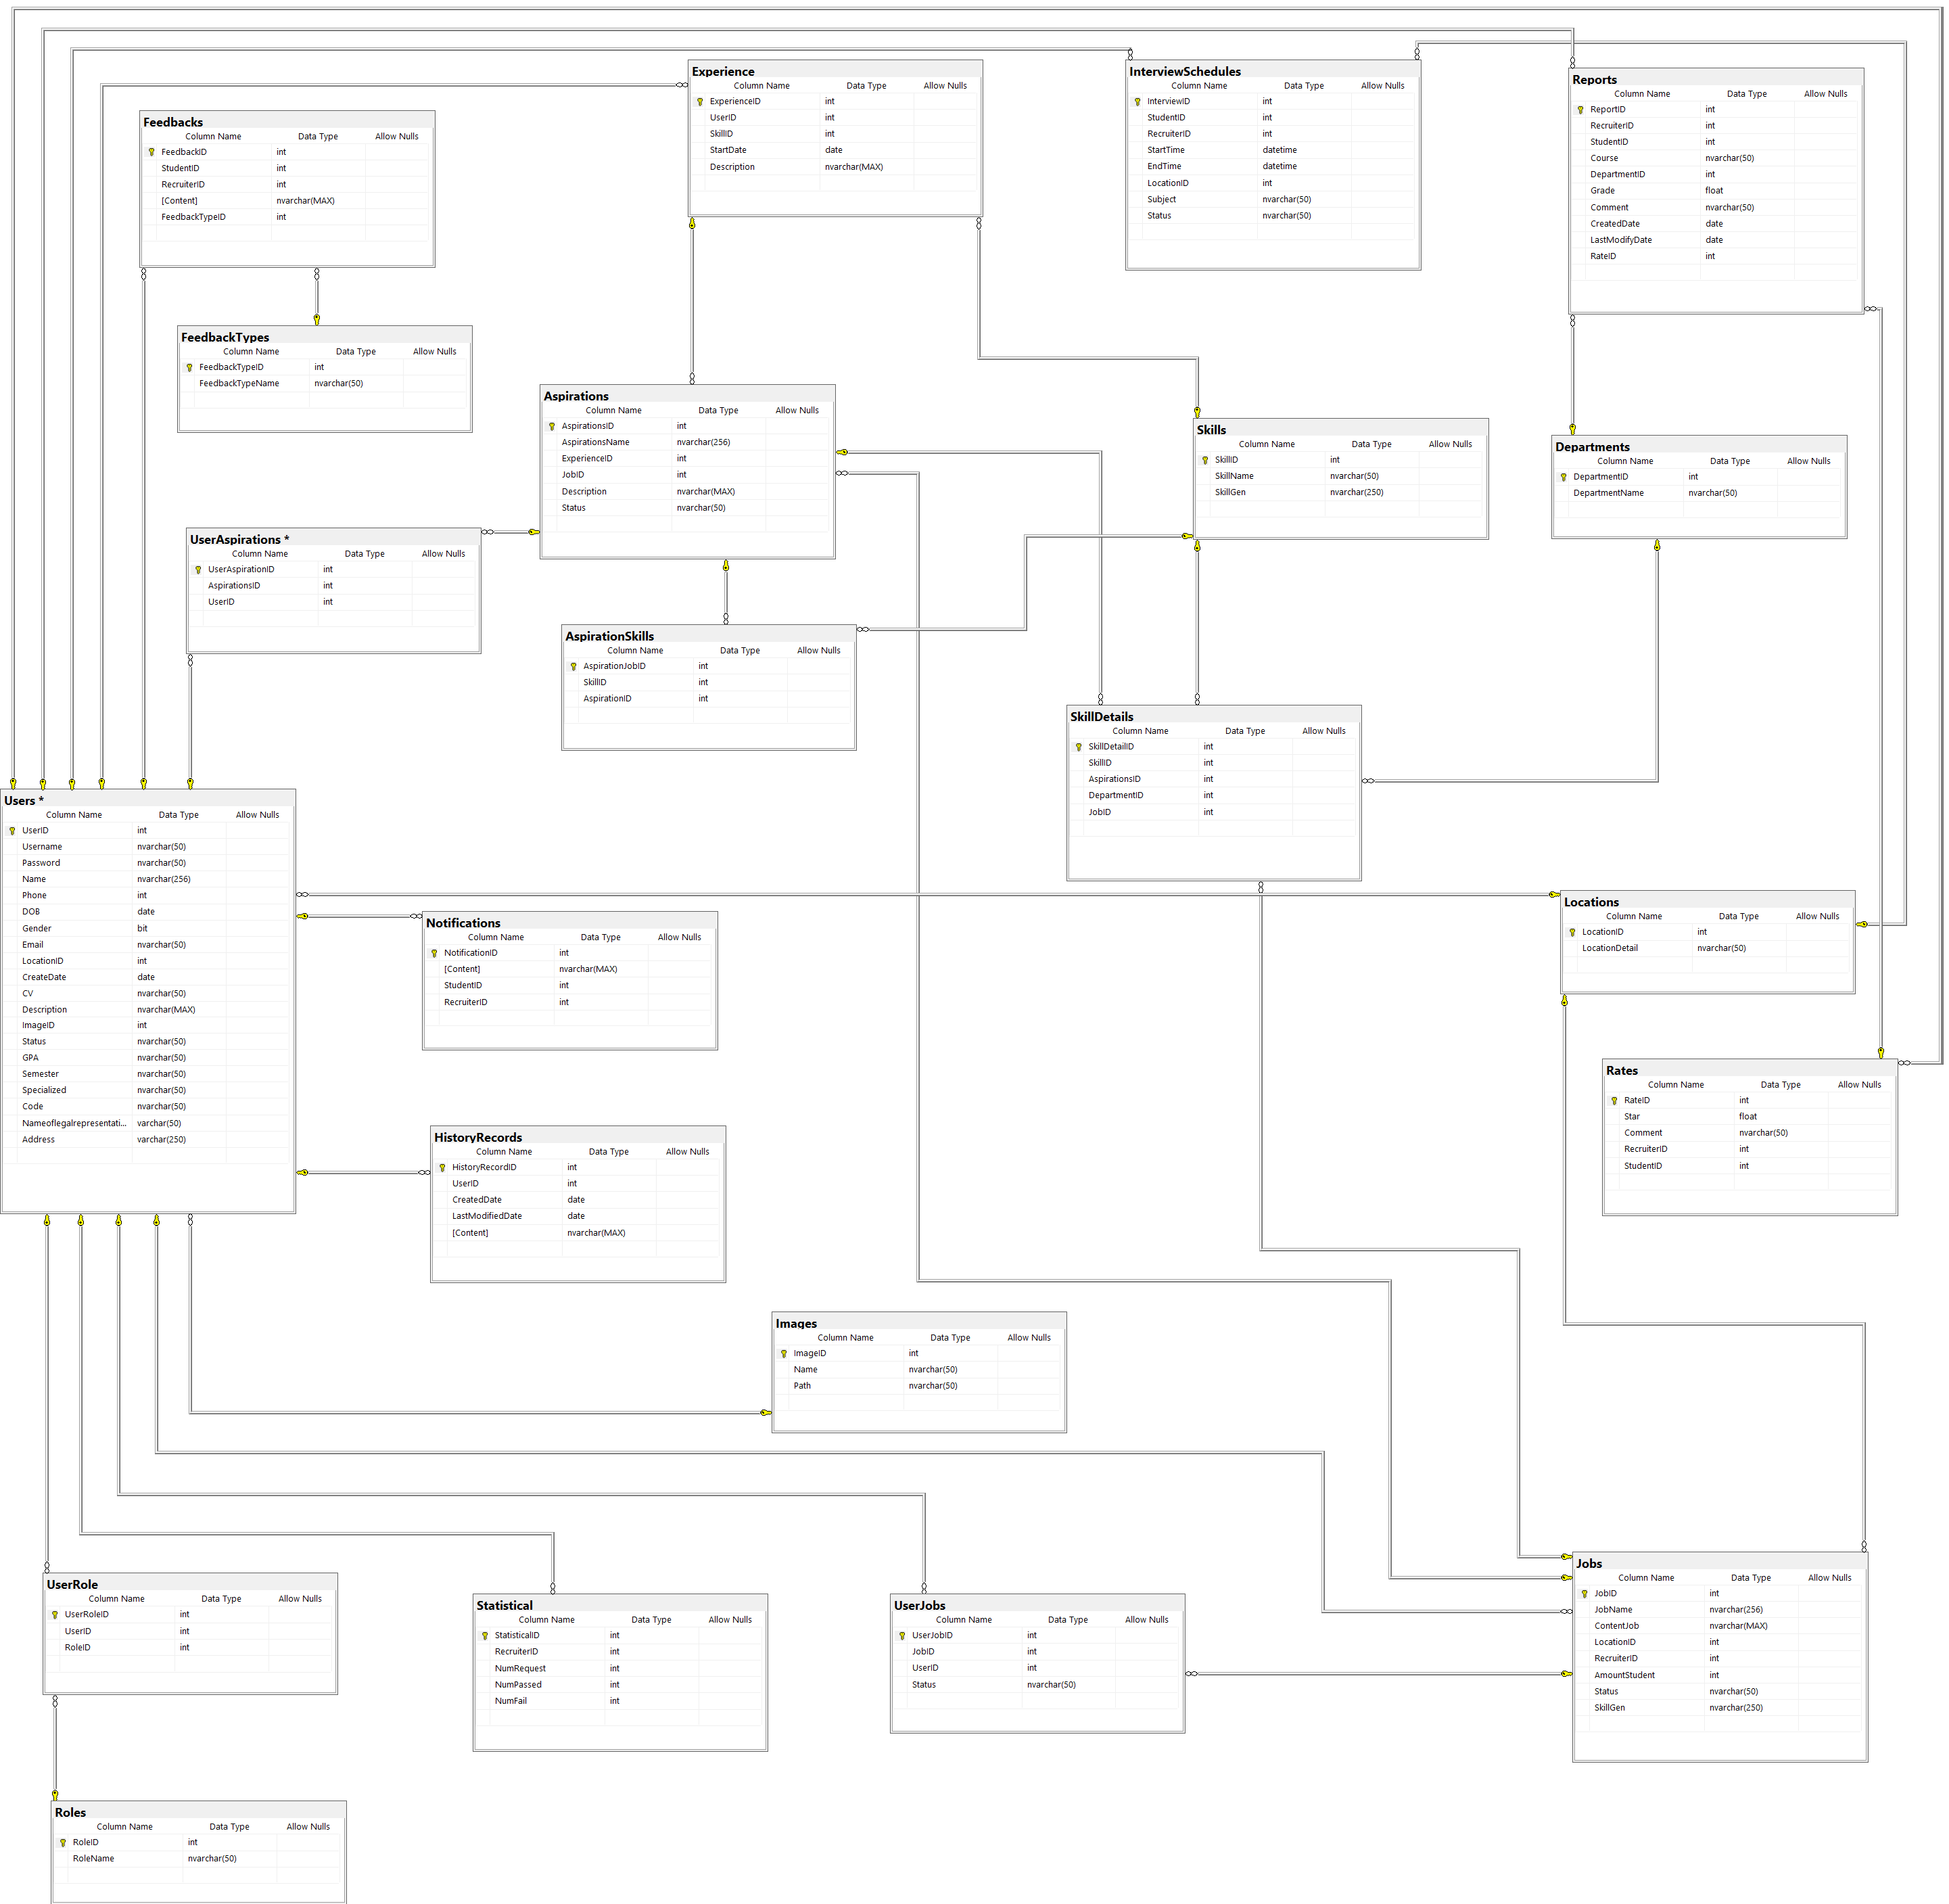 Experience
Column Name Data Type Allow Nulls
ExperienceID int
UserID int
SkillID int
StartDate date
Description nvarchar(MAX)
InterviewSchedules
Column Name Data Type Allow Nulls
InterviewID int
StudentID int
RecruiterID int
StartTime datetime
EndTime datetime
LocationID int
Subject nvarchar(50)
Status nvarchar(50)
Reports
Column Name Data Type Allow Nulls
ReportID int
RecruiterID int
StudentID int
Course nvarchar(50)
DepartmentID int
Grade float
Comment nvarchar(50)
CreatedDate date
LastModifyDate date
RateID int
Feedbacks
Column Name Data Type Allow Nulls
FeedbackID int
StudentID int
RecruiterID int
[Content] nvarchar(MAX)
FeedbackTypeID int
FeedbackTypes
Column Name Data Type Allow Nulls
FeedbackTypeID int
FeedbackTypeName nvarchar(50)
Aspirations
Column Name Data Type Allow Nulls
AspirationsID int
AspirationsName nvarchar(256)
ExperienceID int
JobID int
Description nvarchar(MAX)
Status nvarchar(50)
Skills
Column Name Data Type Allow Nulls
SkillID int
SkillName nvarchar(50)
SkillGen nvarchar(250)
Departments
Column Name Data Type Allow Nulls
DepartmentID int
DepartmentName nvarchar(50)
UserAspirations *
Column Name Data Type Allow Nulls
UserAspirationID int
AspirationsID int
UserID int
AspirationSkills
Column Name Data Type Allow Nulls
AspirationJobID int
SkillID int
AspirationID int
SkillDetails
Column Name Data Type Allow Nulls
SkillDetailID int
SkillID int
AspirationsID int
DepartmentID int
JobID int
Users *
Column Name Data Type Allow Nulls
UserID int
Username nvarchar(50)
Password nvarchar(50)
Name nvarchar(256)
Phone int
DOB date
Gender bit
Email nvarchar(50)
LocationID int
CreateDate date
CV nvarchar(50)
Description nvarchar(MAX)
ImageID int
Status nvarchar(50)
GPA nvarchar(50)
Semester nvarchar(50)
Specialized nvarchar(50)
Code nvarchar(50)
Nameoflegalrepresentati... varchar(50)
Address varchar(250)
Locations
Column Name Data Type Allow Nulls
LocationID int
LocationDetail nvarchar(50)
Notifications
Column Name Data Type Allow Nulls
NotificationID int
[Content] nvarchar(MAX)
StudentID int
RecruiterID int
Rates
Column Name Data Type Allow Nulls
RateID int
Star float
Comment nvarchar(50)
RecruiterID int
StudentID int
HistoryRecords
Column Name Data Type Allow Nulls
HistoryRecordID int
UserID int
CreatedDate date
LastModifiedDate date
[Content] nvarchar(MAX)
Images
Column Name Data Type Allow Nulls
ImageID int
Name nvarchar(50)
Path nvarchar(50)
Jobs
Column Name Data Type Allow Nulls
JobID int
JobName nvarchar(256)
ContentJob nvarchar(MAX)
LocationID int
RecruiterID int
AmountStudent int
Status nvarchar(50)
SkillGen nvarchar(250)
UserRole
Column Name Data Type Allow Nulls
UserRoleID int
UserID int
RoleID int
Statistical
Column Name Data Type Allow Nulls
StatisticalID int
RecruiterID int
NumRequest int
NumPassed int
NumFail int
UserJobs
Column Name Data Type Allow Nulls
UserJobID int
JobID int
UserID int
Status nvarchar(50)
Roles
Column Name Data Type Allow Nulls
RoleID int
RoleName nvarchar(50)